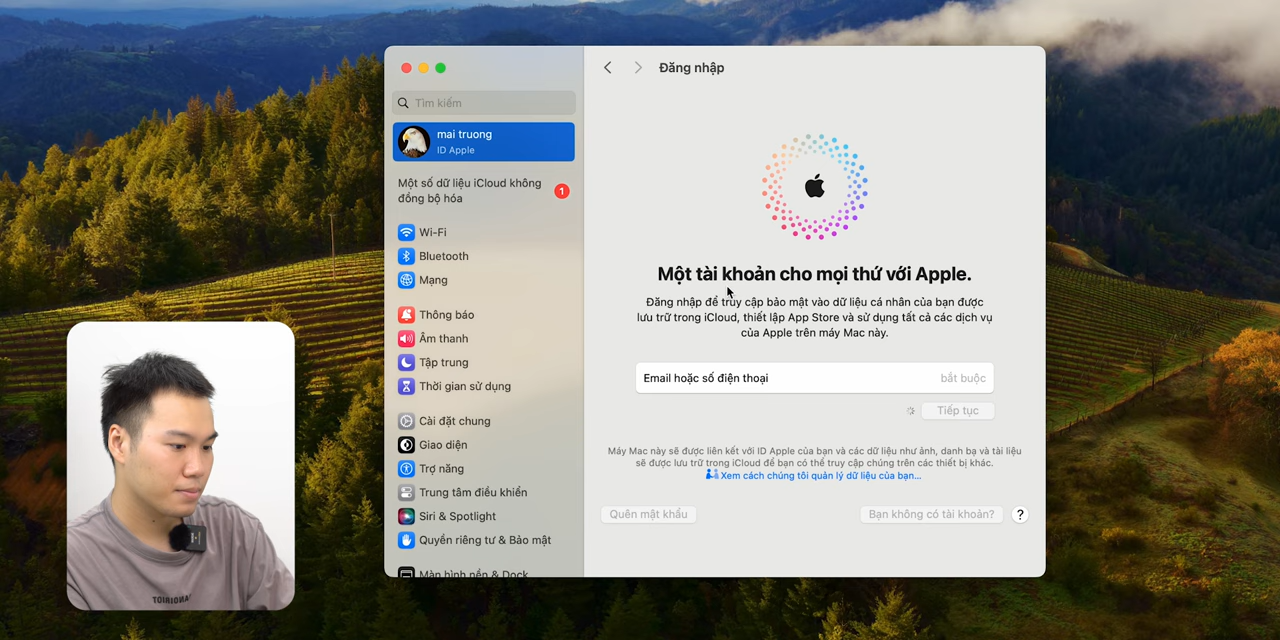 Đăng nhập
Tìm kiếm
mai truong
ID Apple
Một số dữ liệu iCloud không
đồng bộ hóa
1
Wi-Fi
Bluetooth
Mạng
Thông báo
Âm thanh
Tập trung
Thời gian sử dụng
Cài đặt chung
Giao diện
Trợ năng
Trung tâm điều khiển
Siri & Spotlight
Quyền riêng tư & Bảo mật
Màn hình nền & Dock
Một tài khoản cho mọi thứ với Apple.
Đăng nhập để truy cập bảo mật vào dữ liệu cá nhân của bạn được
lưu trữ trong iCloud, thiết lập App Store và sử dụng tất cả các dịch vụ
của Apple trên máy Mac này.
Email hoặc số điện thoại
bắt buộc
Tiếp tục
Máy Mac này sẽ được liên kết với ID Apple của bạn và các dữ liệu như ảnh, danh bạ và tài liệu
sẽ được lưu trữ trong iCloud để bạn có thể truy cập chúng trên các thiết bị khác.
Xem cách chúng tôi quản lý dữ liệu của bạn...
Quên mật khẩu
Bạn không có tài khoản?
?